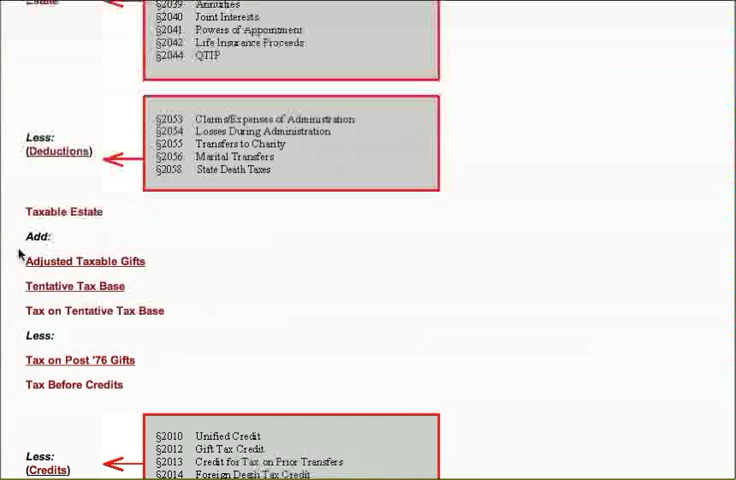 Estate
§2039 Annuities
§2040 Joint Interests
§2041 Powers of Appointment
§2042 Life Insurance Proceeds
§2044 QTIP
§2053 Claims/Expenses of Administration
§2054 Losses During Administration
§2055 Transfers to Charity
§2056 Marital Transfers
§2058 State Death Taxes
Less:
(Deductions)
Taxable Estate
Add:
Adjusted Taxable Gifts
Tentative Tax Base
Tax on Tentative Tax Base
Less:
Tax on Post '76 Gifts
Tax Before Credits
§2010 Unified Credit
§2012 Gift Tax Credit
§2013 Credit for Tax on Prior Transfers
§2014 Foreign Death Tax Credit
Less:
(Credits)